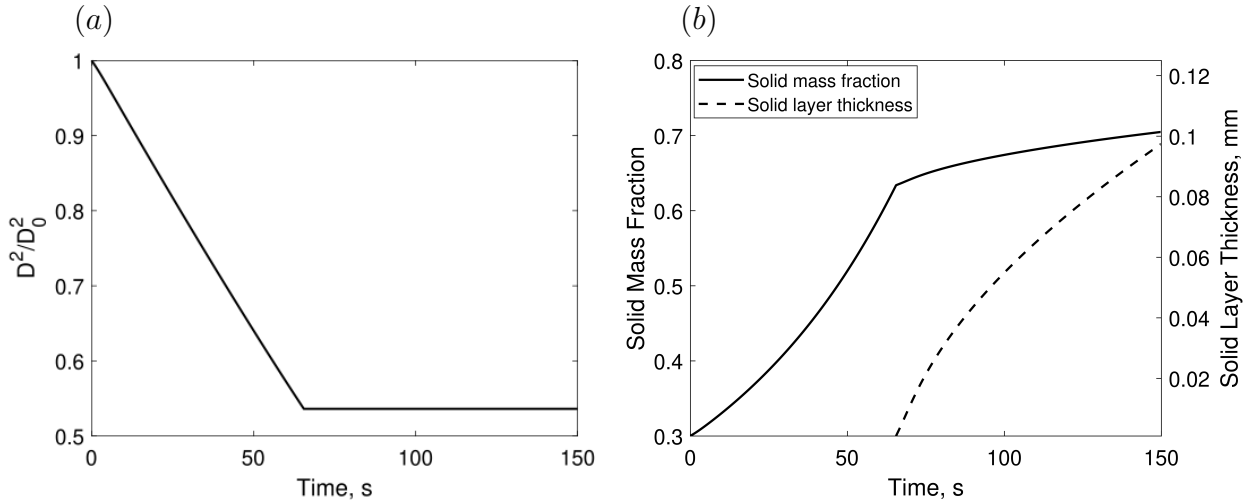 (a)
1
0.9
0.8
0.7
0.6
0.5
D²/D₀²
0
50
100
150
Time, s
(b)
0.8
0.7
0.6
0.5
0.4
0.3
Solid Mass Fraction
Solid mass fraction
Solid layer thickness
0.12
0.1
0.08
0.06
0.04
0.02
Solid Layer Thickness, mm
0
50
100
150
Time, s